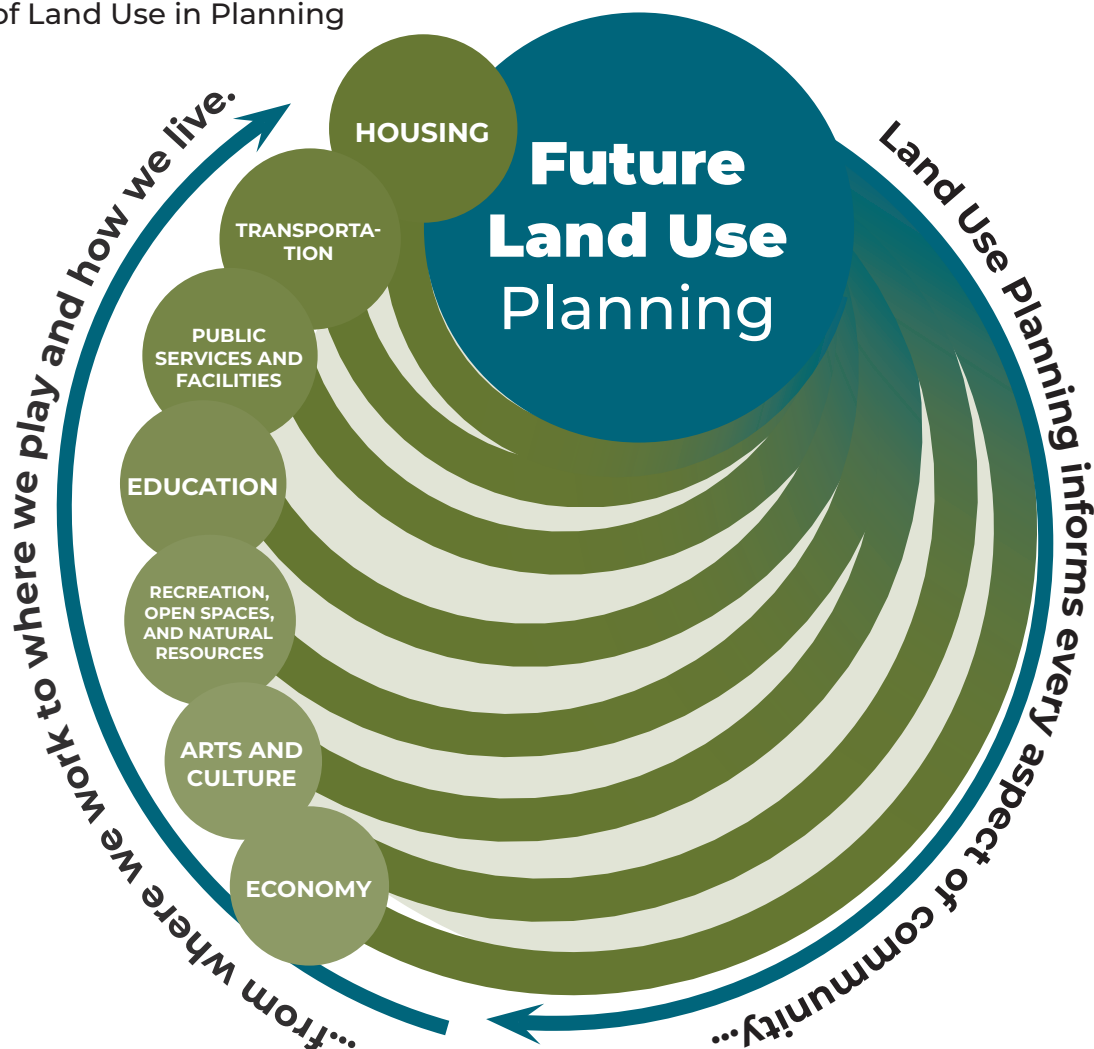 of Land Use in Planning
HOUSING
Future
Land Use
Planning
TRANSPORTA-
TION
PUBLIC
SERVICES AND
FACILITIES
EDUCATION
RECREATION,
OPEN SPACES,
AND NATURAL
RESOURCES
ARTS AND
CULTURE
ECONOMY
Land Use Planning informs every aspect of community...
...from where we work to where we play and how we live.